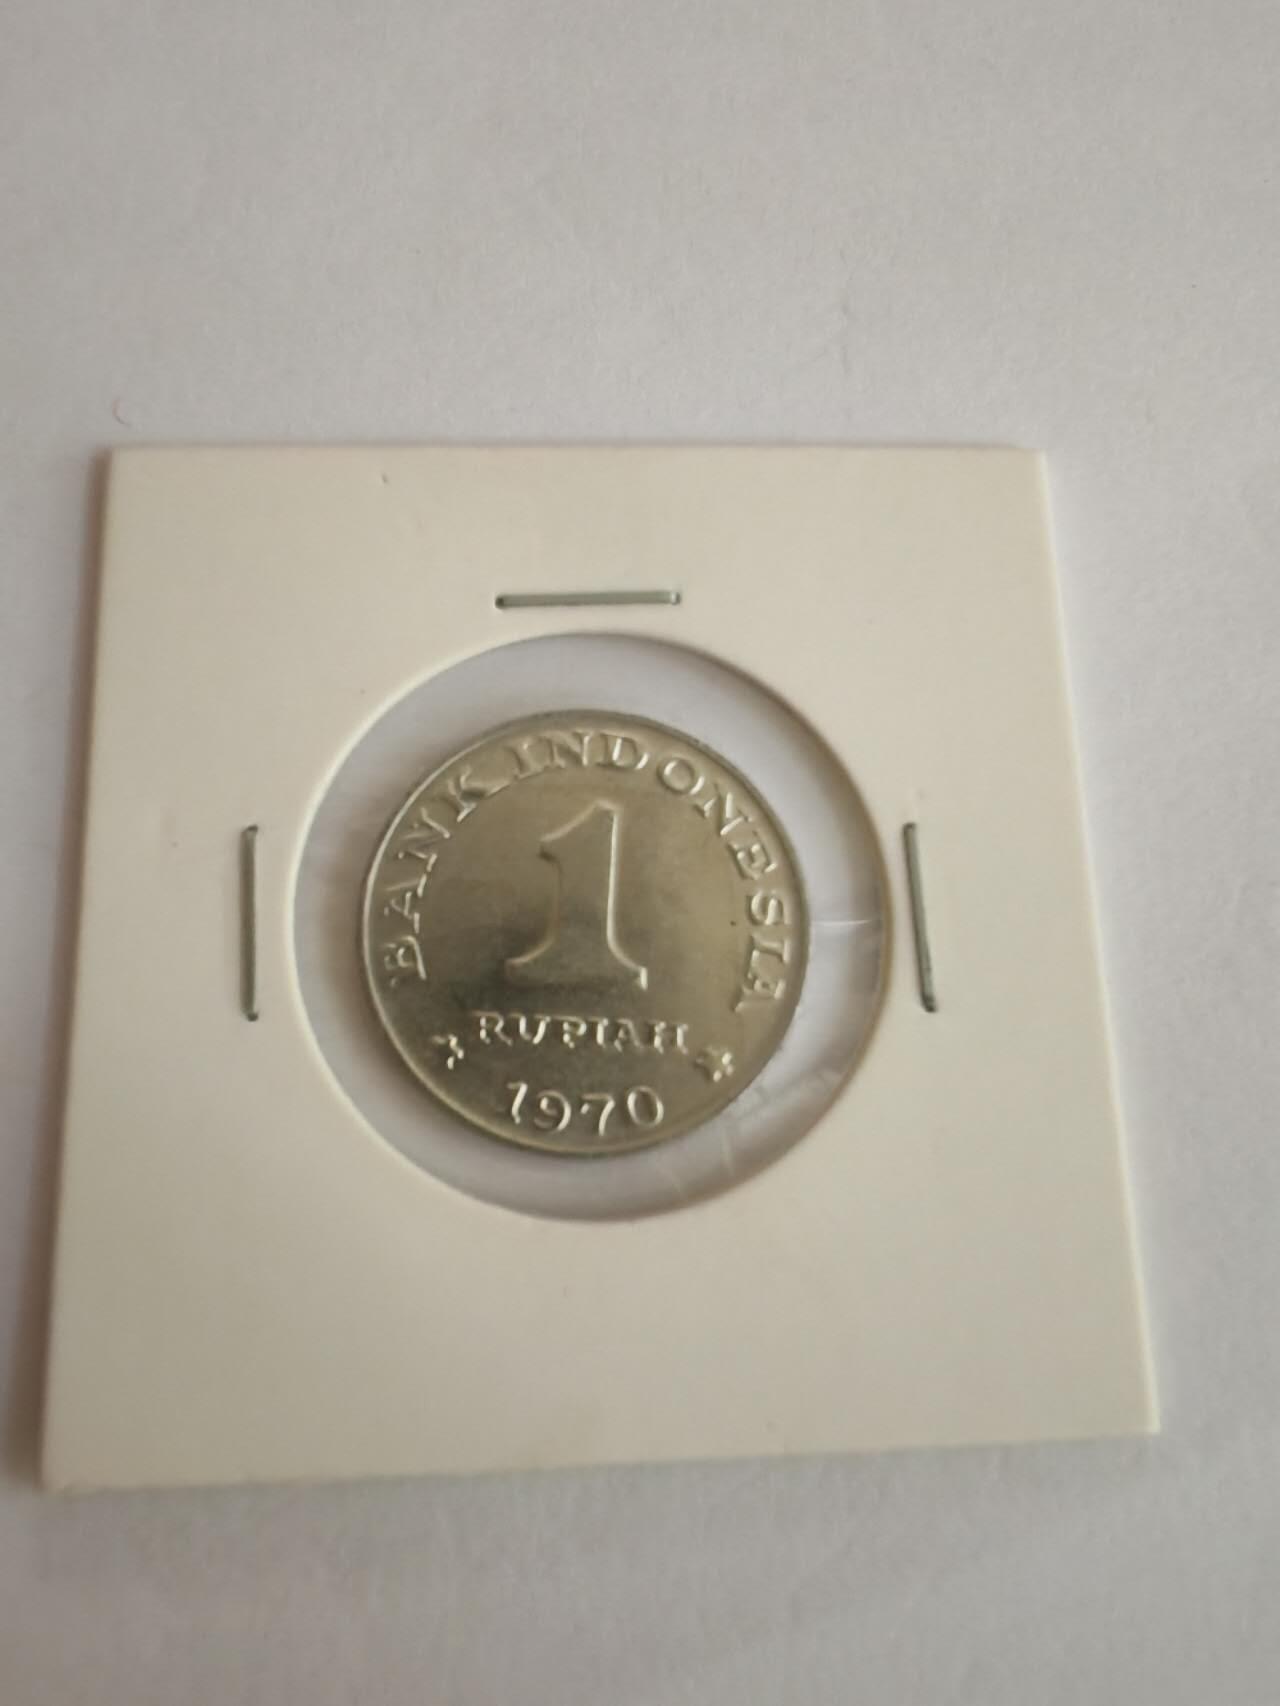 BANK INDONESIA
1
RUPIAH
1970